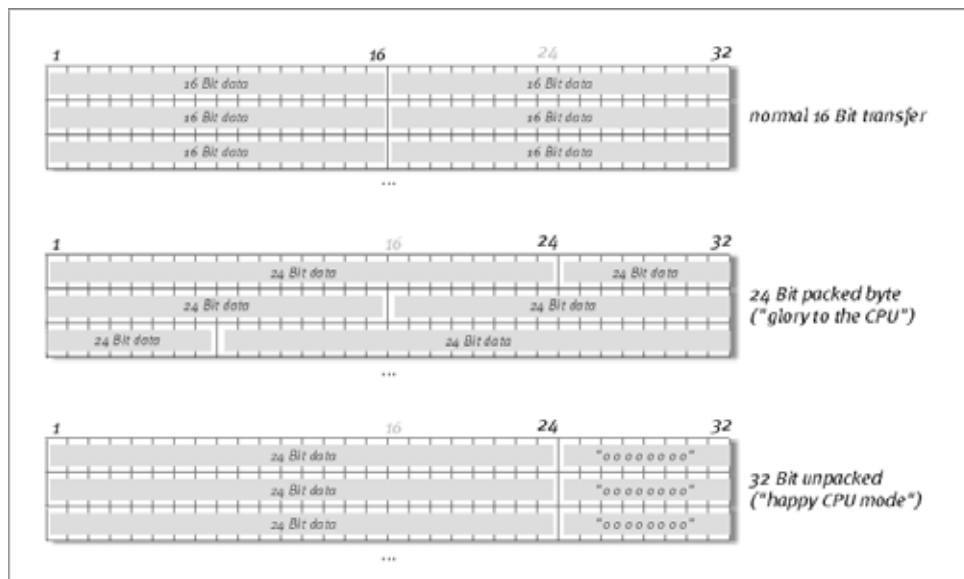 1 16 24 32
16 Bit data 16 Bit data
16 Bit data 16 Bit data
16 Bit data 16 Bit data
normal 16 Bit transfer
...
1 16 24 32
24 Bit data 24 Bit data
24 Bit data 24 Bit data
24 Bit data 24 Bit data
24 Bit packed byte
("glory to the CPU")
...
1 16 24 32
24 Bit data "00000000"
24 Bit data "00000000"
24 Bit data "00000000"
32 Bit unpacked
("happy CPU mode")
...